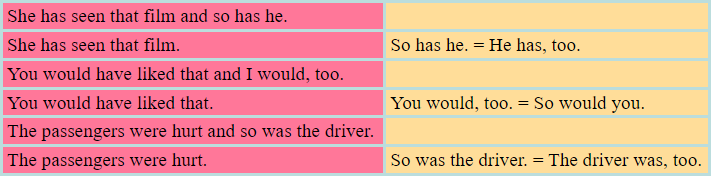 She has seen that film and so has he.
She has seen that film. So has he. = He has, too.
You would have liked that and I would, too.
You would have liked that. You would, too. = So would you.
The passengers were hurt and so was the driver.
The passengers were hurt. So was the driver. = The driver was, too.